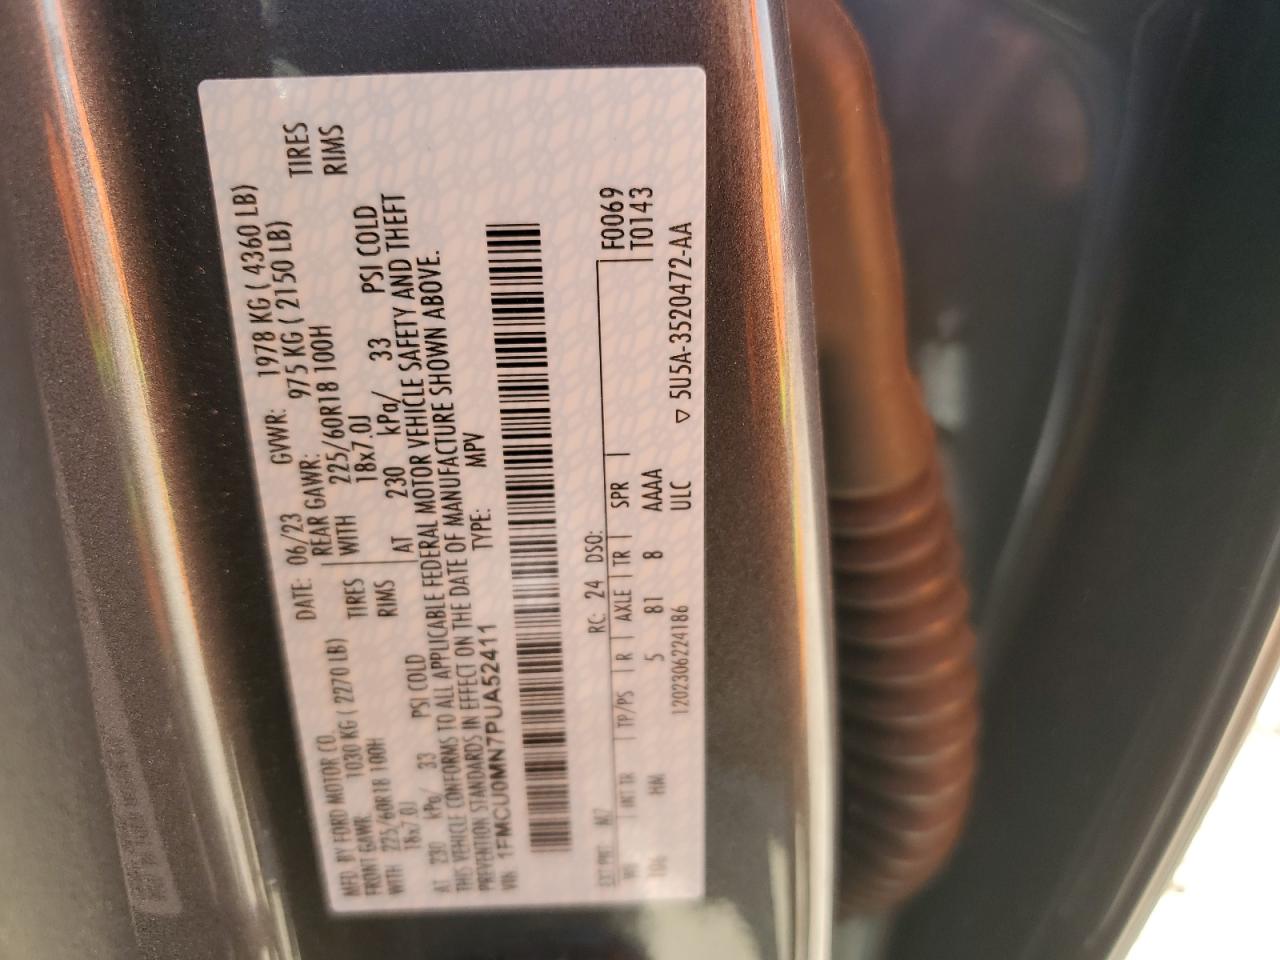 MFD. BY FORD MOTOR CO.
DATE: 06/23 GVWR: 1978 KG ( 4360 LB)
FRONT GAWR: 1030 KG ( 2270 LB)
REAR GAWR: 975 KG ( 2150 LB)
WITH 225/60R18 100H TIRES
WITH 225/60R18 100H TIRES
18x7.0J RIMS
18x7.0J RIMS
AT 230 kPa/ 33 PSI COLD
AT 230 kPa/ 33 PSI COLD
THIS VEHICLE CONFORMS TO ALL APPLICABLE FEDERAL MOTOR VEHICLE SAFETY AND THEFT
PREVENTION STANDARDS IN EFFECT ON THE DATE OF MANUFACTURE SHOWN ABOVE.
VIN: 1FMCU0MN7PUA52411 TYPE: MPV
EXT PNT: RC: 24 DSO:
F0069
INT TR TP/PS R AXLE TR SPR T0143
5 81 8 AAAA
1202306224186 ULC ▽ 5U5A-3520472-AA